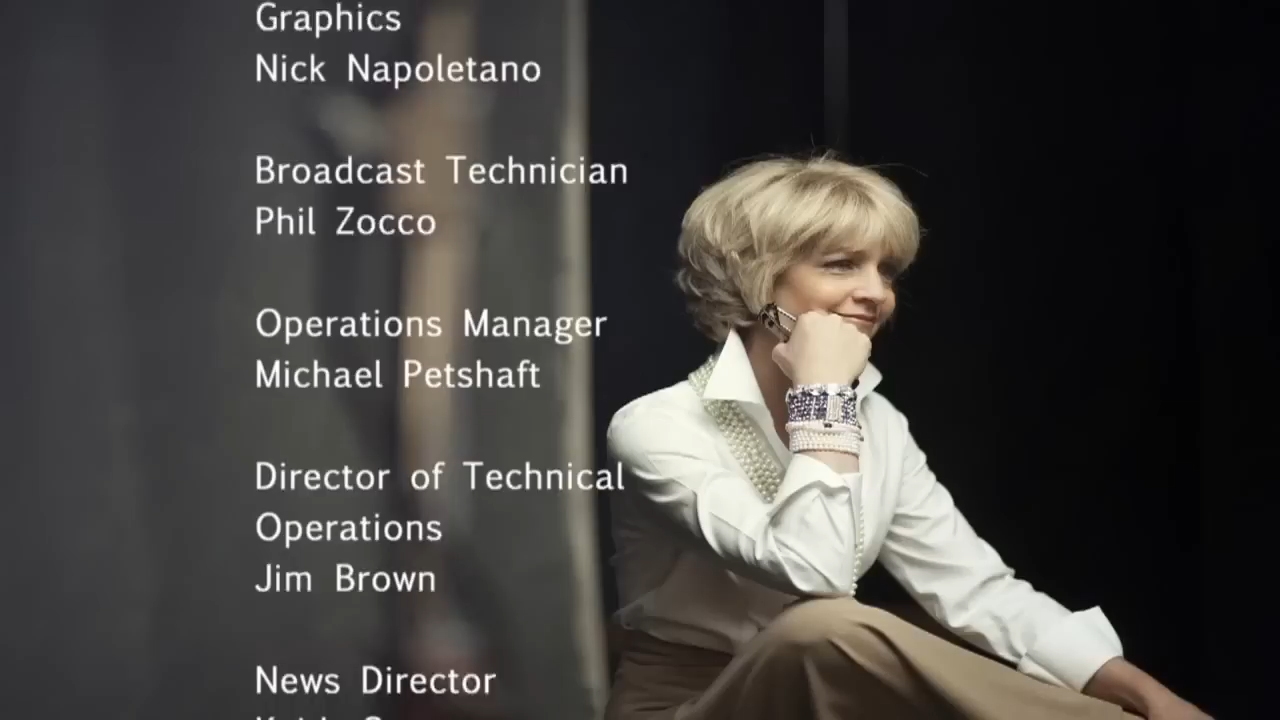 Graphics
Nick Napoletano
Broadcast Technician
Phil Zocco
Operations Manager
Michael Petshaft
Director of Technical
Operations
Jim Brown
News Director